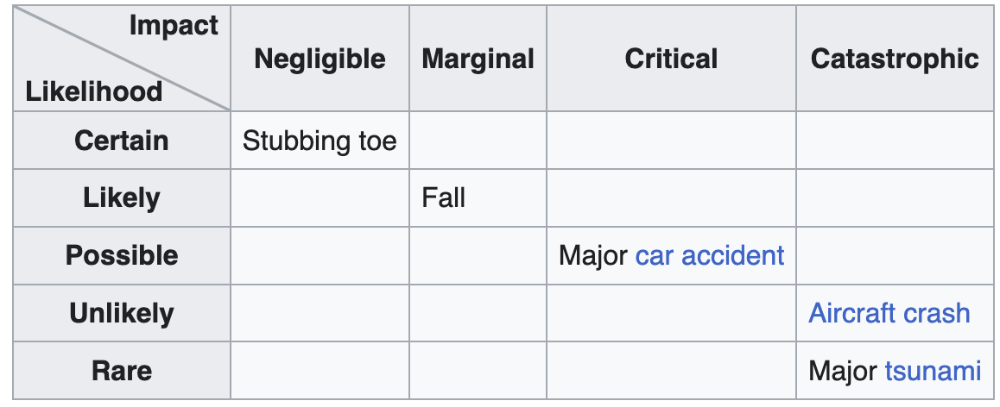 Impact
Likelihood
Negligible Marginal Critical Catastrophic
Certain Stubbing toe
Likely Fall
Possible Major car accident
Unlikely Aircraft crash
Rare Major tsunami